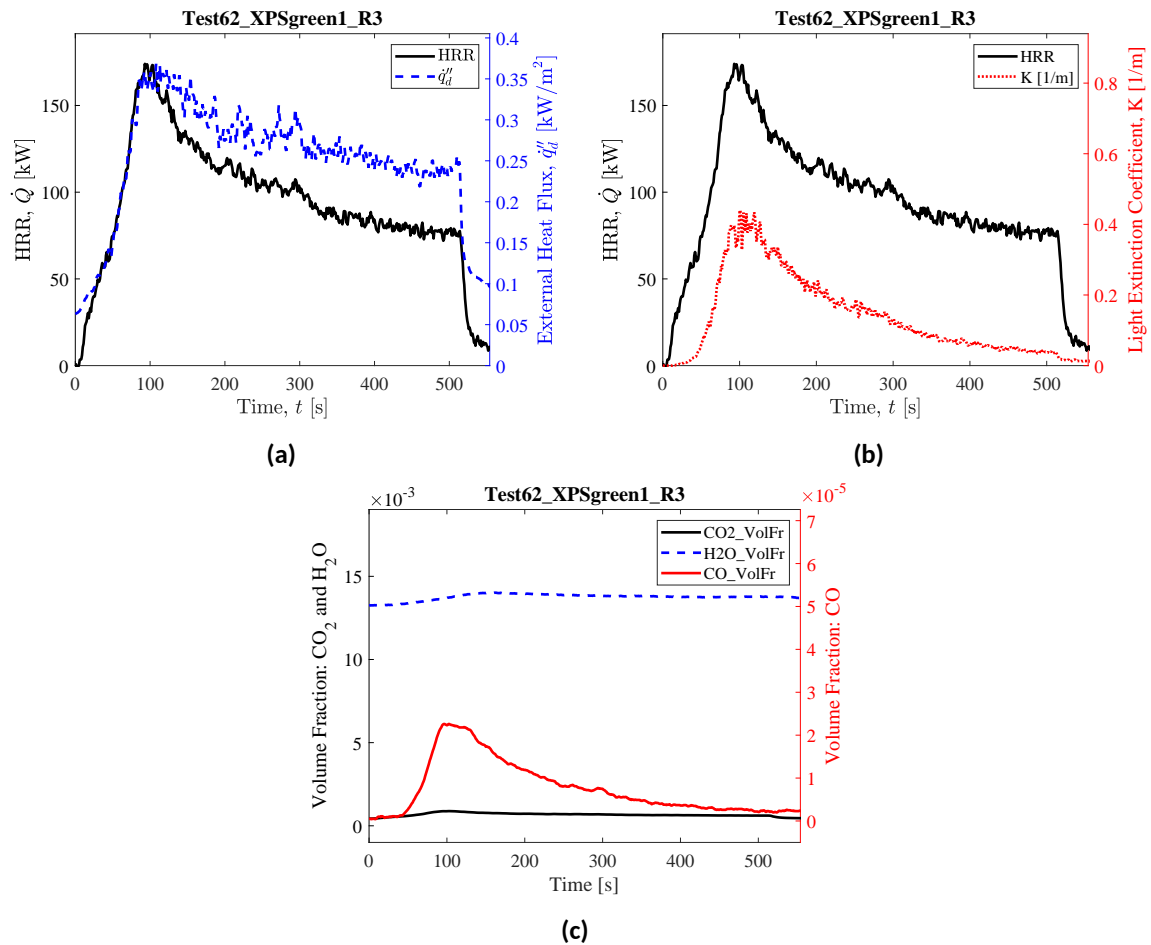 Test62_XPSgreen1_R3
HRR
q̇″d
HRR, Q̇ [kW]
0
50
100
150
External Heat Flux, q̇″d [kW/m²]
0
0.05
0.1
0.15
0.2
0.25
0.3
0.35
0.4
0 100 200 300 400 500
Time, t [s]
(a)
Test62_XPSgreen1_R3
HRR
K [1/m]
HRR, Q̇ [kW]
0
50
100
150
Light Extinction Coefficient, K [1/m]
0
0.2
0.4
0.6
0.8
0 100 200 300 400 500
Time, t [s]
(b)
Test62_XPSgreen1_R3
×10⁻³
×10⁻⁵
CO2_VolFr
H2O_VolFr
CO_VolFr
Volume Fraction: CO₂ and H₂O
0
5
10
15
Volume Fraction: CO
0
1
2
3
4
5
6
7
0 100 200 300 400 500
Time [s]
(c)